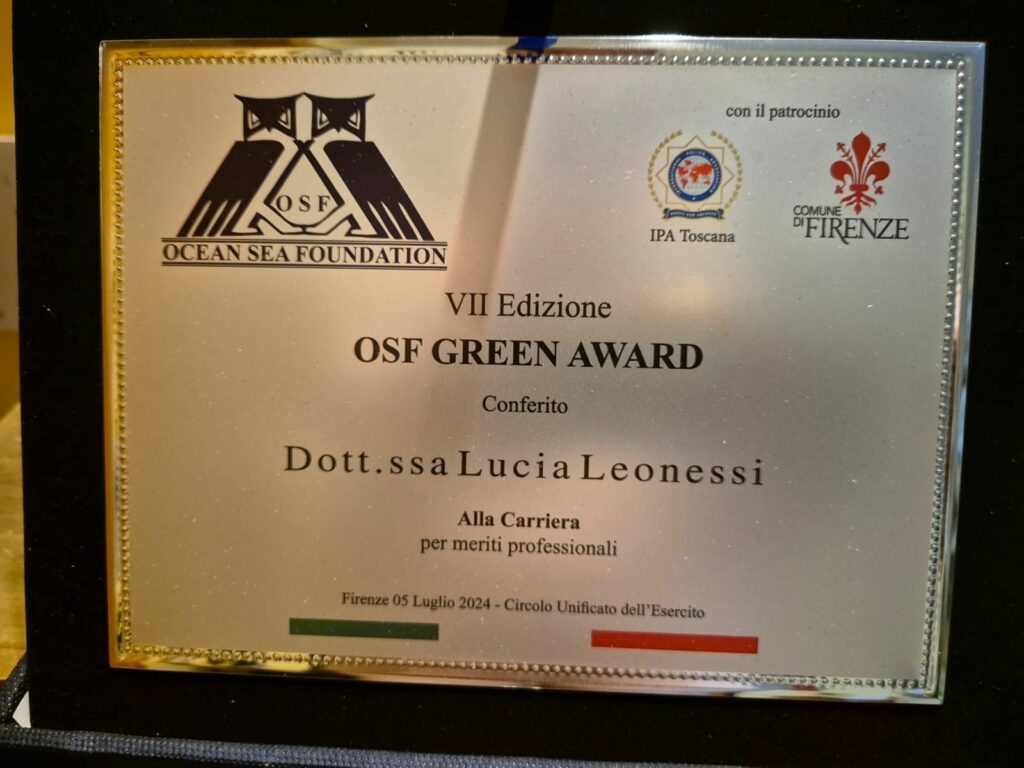 OSF
OCEAN SEA FOUNDATION
con il patrocinio
IPA Toscana
COMUNE
DI FIRENZE
VII Edizione
OSF GREEN AWARD
Conferito
Dott.ssa Lucia Leonessi
Alla Carriera
per meriti professionali
Firenze 05 Luglio 2024 - Circolo Unificato dell'Esercito